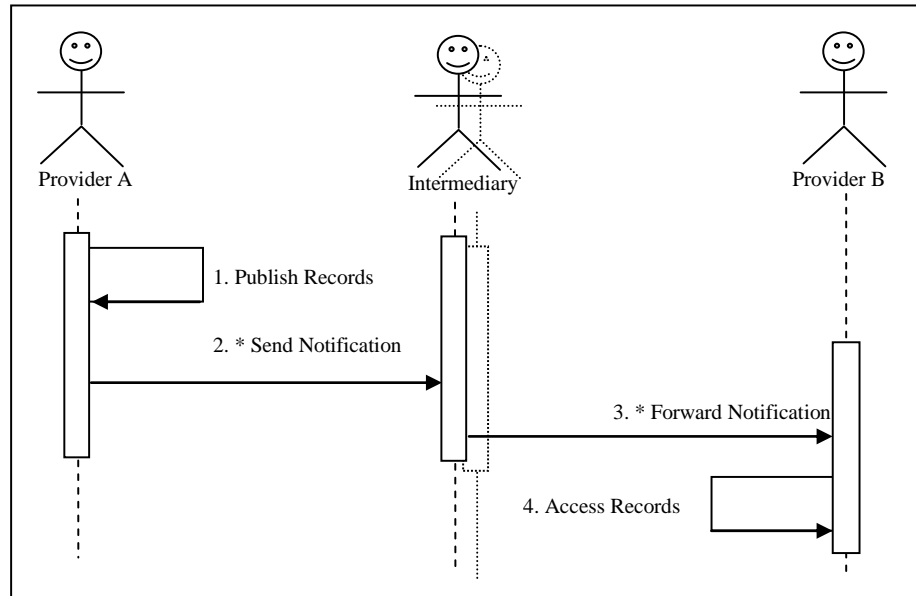 Provider A
Intermediary
Provider B
1. Publish Records
2. * Send Notification
3. * Forward Notification
4. Access Records